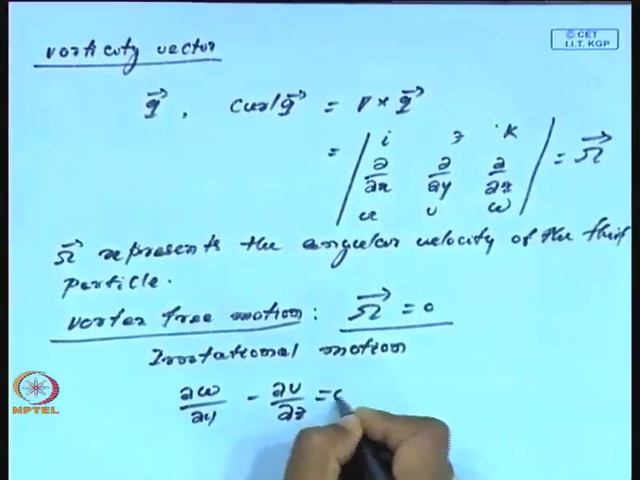 vorticity vector
© CET
I.I.T. KGP
q⃗, Curl q⃗ = ∇ × q⃗
= | i j k |
| ∂/∂x ∂/∂y ∂/∂z | = Ω⃗
| u v w |
Ω⃗ represents the angular velocity of the fluid
particle.
vortex free motion: Ω⃗ = 0
Irrotational motion
∂w/∂y - ∂v/∂z = 0
NPTEL